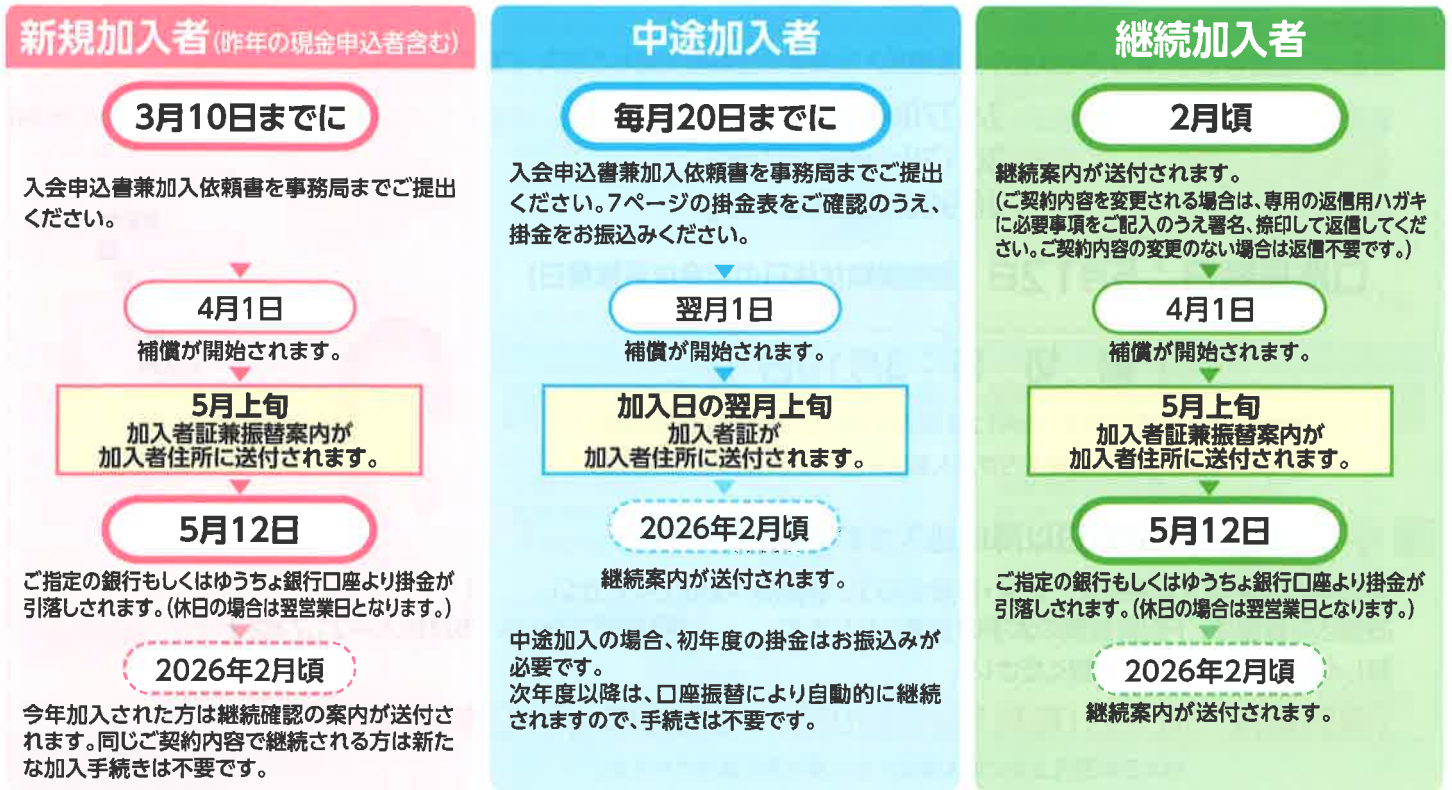 新規加入者(昨年の現金申込者含む)
3月10日までに
入会申込書兼加入依頼書を事務局までご提出
ください。
4月1日
補償が開始されます。
5月上旬
加入者証兼振替案内が
加入者住所に送付されます。
5月12日
ご指定の銀行もしくはゆうちょ銀行口座より掛金が
引落しされます。(休日の場合は翌営業日となります。)
2026年2月頃
今年加入された方は継続確認の案内が送付さ
れます。同じご契約内容で継続される方は新た
な加入手続きは不要です。
中途加入者
毎月20日までに
入会申込書兼加入依頼書を事務局までご提出
ください。7ページの掛金表をご確認のうえ、
掛金をお振込みください。
翌月1日
補償が開始されます。
加入日の翌月上旬
加入者証が
加入者住所に送付されます。
2026年2月頃
継続案内が送付されます。
中途加入の場合、初年度の掛金はお振込みが
必要です。
次年度以降は、口座振替により自動的に継続
されますので、手続きは不要です。
継続加入者
2月頃
継続案内が送付されます。
(ご契約内容を変更される場合は、専用の返信用ハガキ
に必要事項をご記入のうえ署名、捺印して返信してくだ
さい。ご契約内容の変更のない場合は返信不要です。)
4月1日
補償が開始されます。
5月上旬
加入者証兼振替案内が
加入者住所に送付されます。
5月12日
ご指定の銀行もしくはゆうちょ銀行口座より掛金が
引落しされます。(休日の場合は翌営業日となります。)
2026年2月頃
継続案内が送付されます。